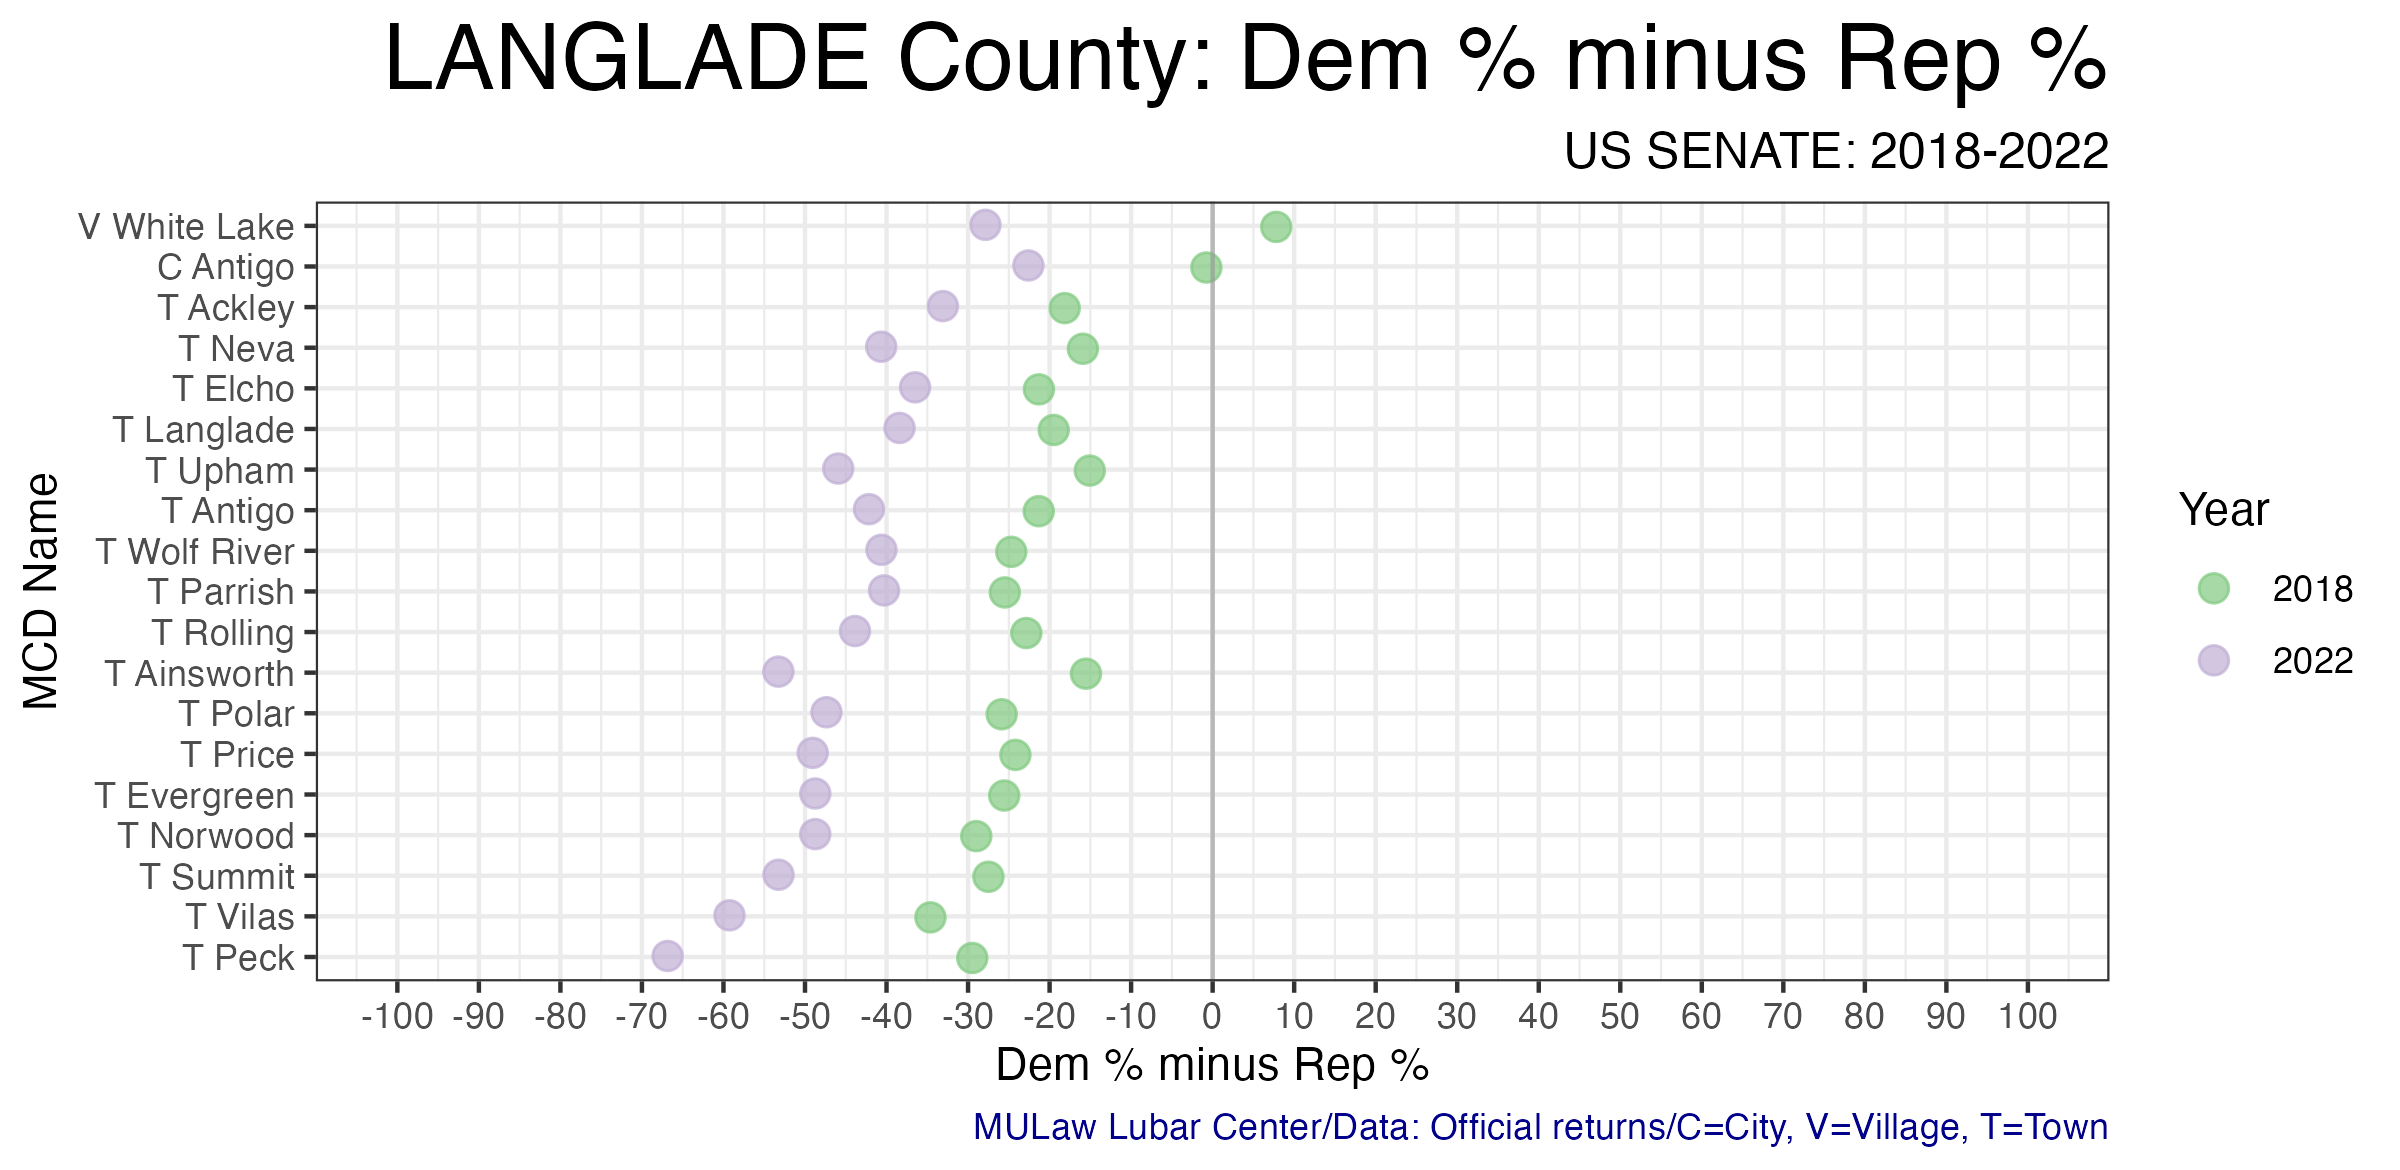 LANGLADE County: Dem % minus Rep %
US SENATE: 2018-2022
MCD Name
V White Lake
C Antigo
T Ackley
T Neva
T Elcho
T Langlade
T Upham
T Antigo
T Wolf River
T Parrish
T Rolling
T Ainsworth
T Polar
T Price
T Evergreen
T Norwood
T Summit
T Vilas
T Peck
-100 -90 -80 -70 -60 -50 -40 -30 -20 -10 0 10 20 30 40 50 60 70 80 90 100
Dem % minus Rep %
Year
2018
2022
MULaw Lubar Center/Data: Official returns/C=City, V=Village, T=Town